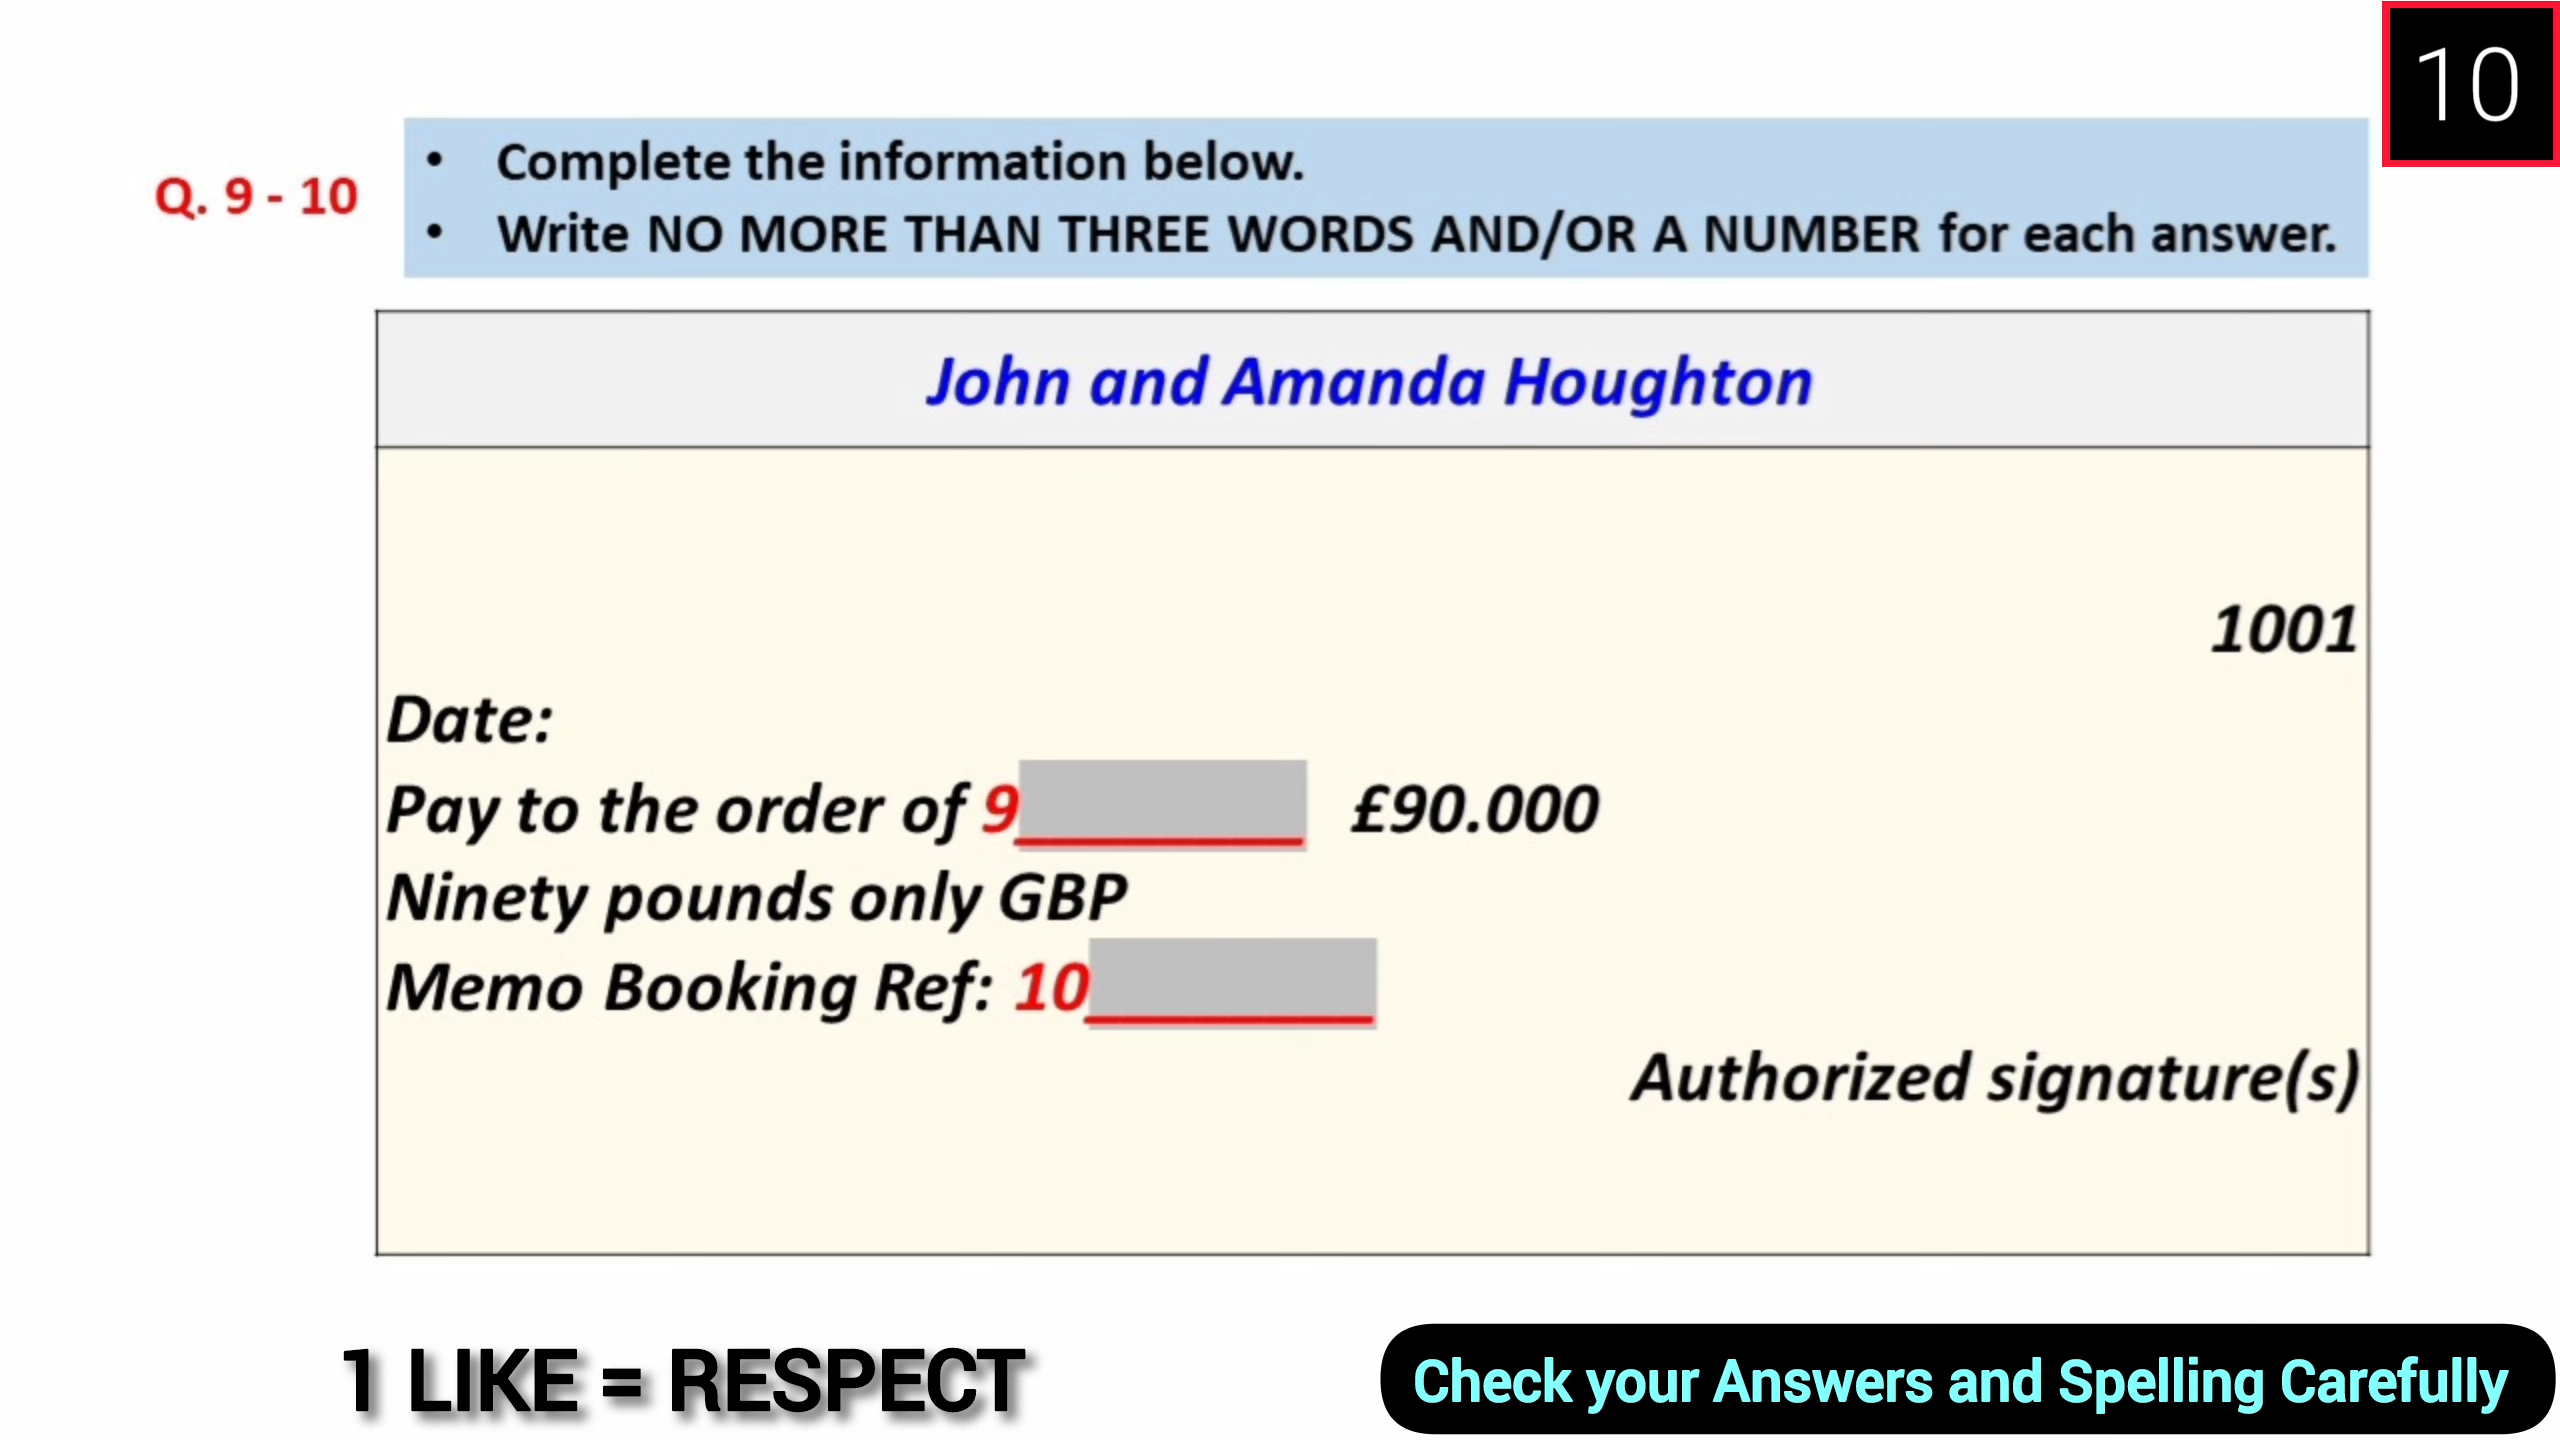 10
Q. 9 - 10
• Complete the information below.
• Write NO MORE THAN THREE WORDS AND/OR A NUMBER for each answer.
John and Amanda Houghton
1001
Date:
Pay to the order of 9 £90.000
Ninety pounds only GBP
Memo Booking Ref: 10
Authorized signature(s)
1 LIKE = RESPECT
Check your Answers and Spelling Carefully